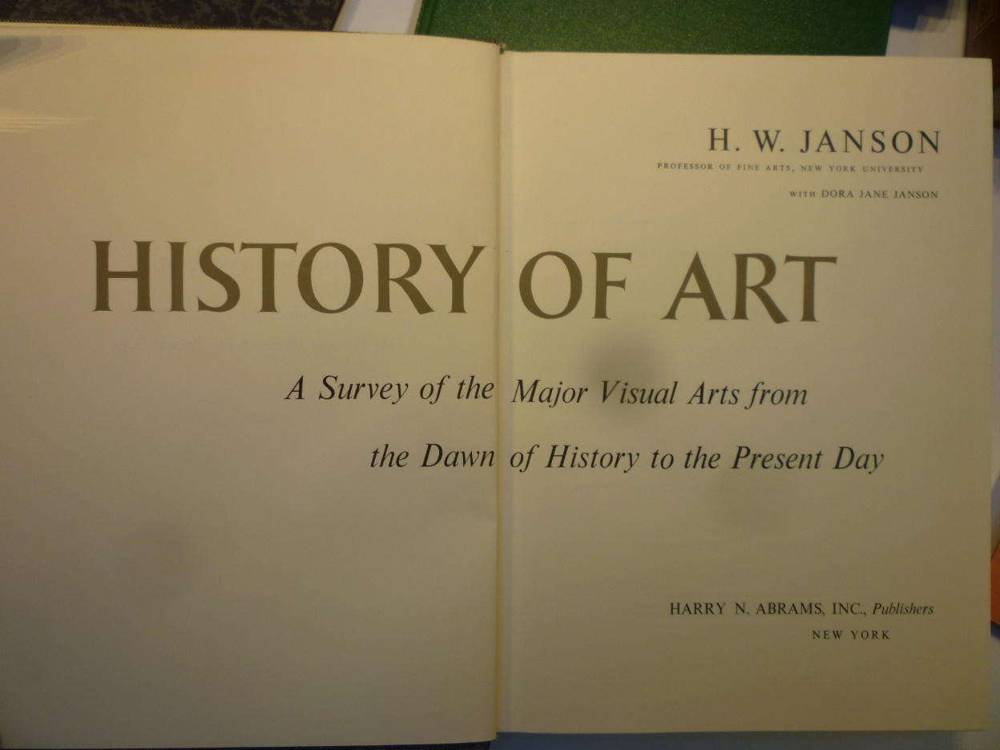 H. W. JANSON
PROFESSOR OF FINE ARTS, NEW YORK UNIVERSITY
WITH DORA JANE JANSON
HISTORY OF ART
A Survey of the Major Visual Arts from
the Dawn of History to the Present Day
HARRY N. ABRAMS, INC., Publishers
NEW YORK